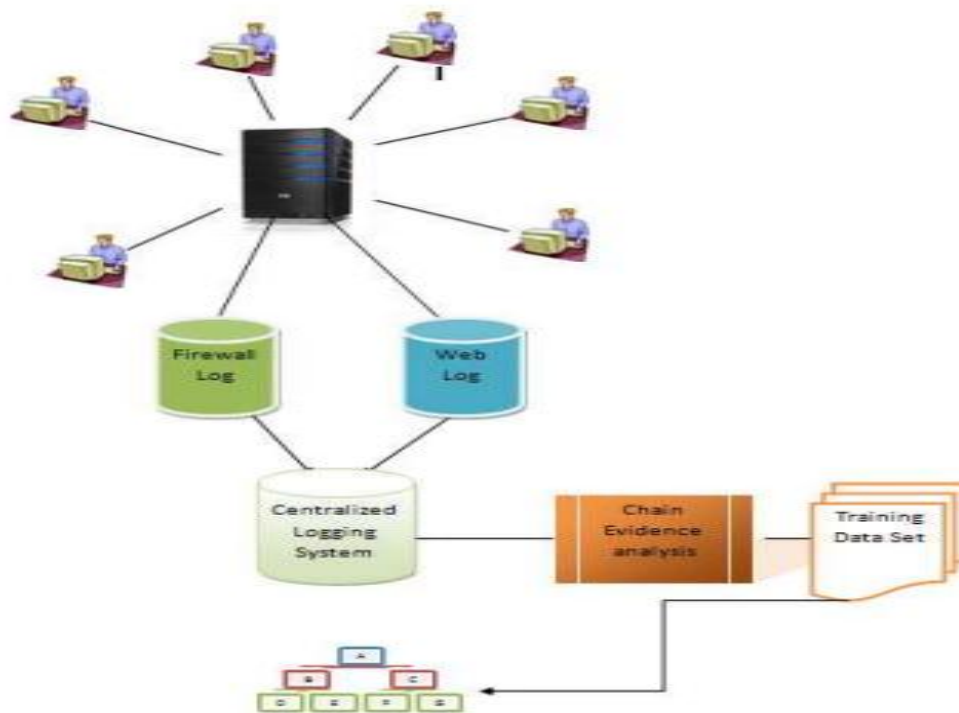 Firewall
Log
Web
Log
Centralized
Logging
System
Chain
Evidence
analysis
Training
Data Set
A
B
C
D
E
F
G